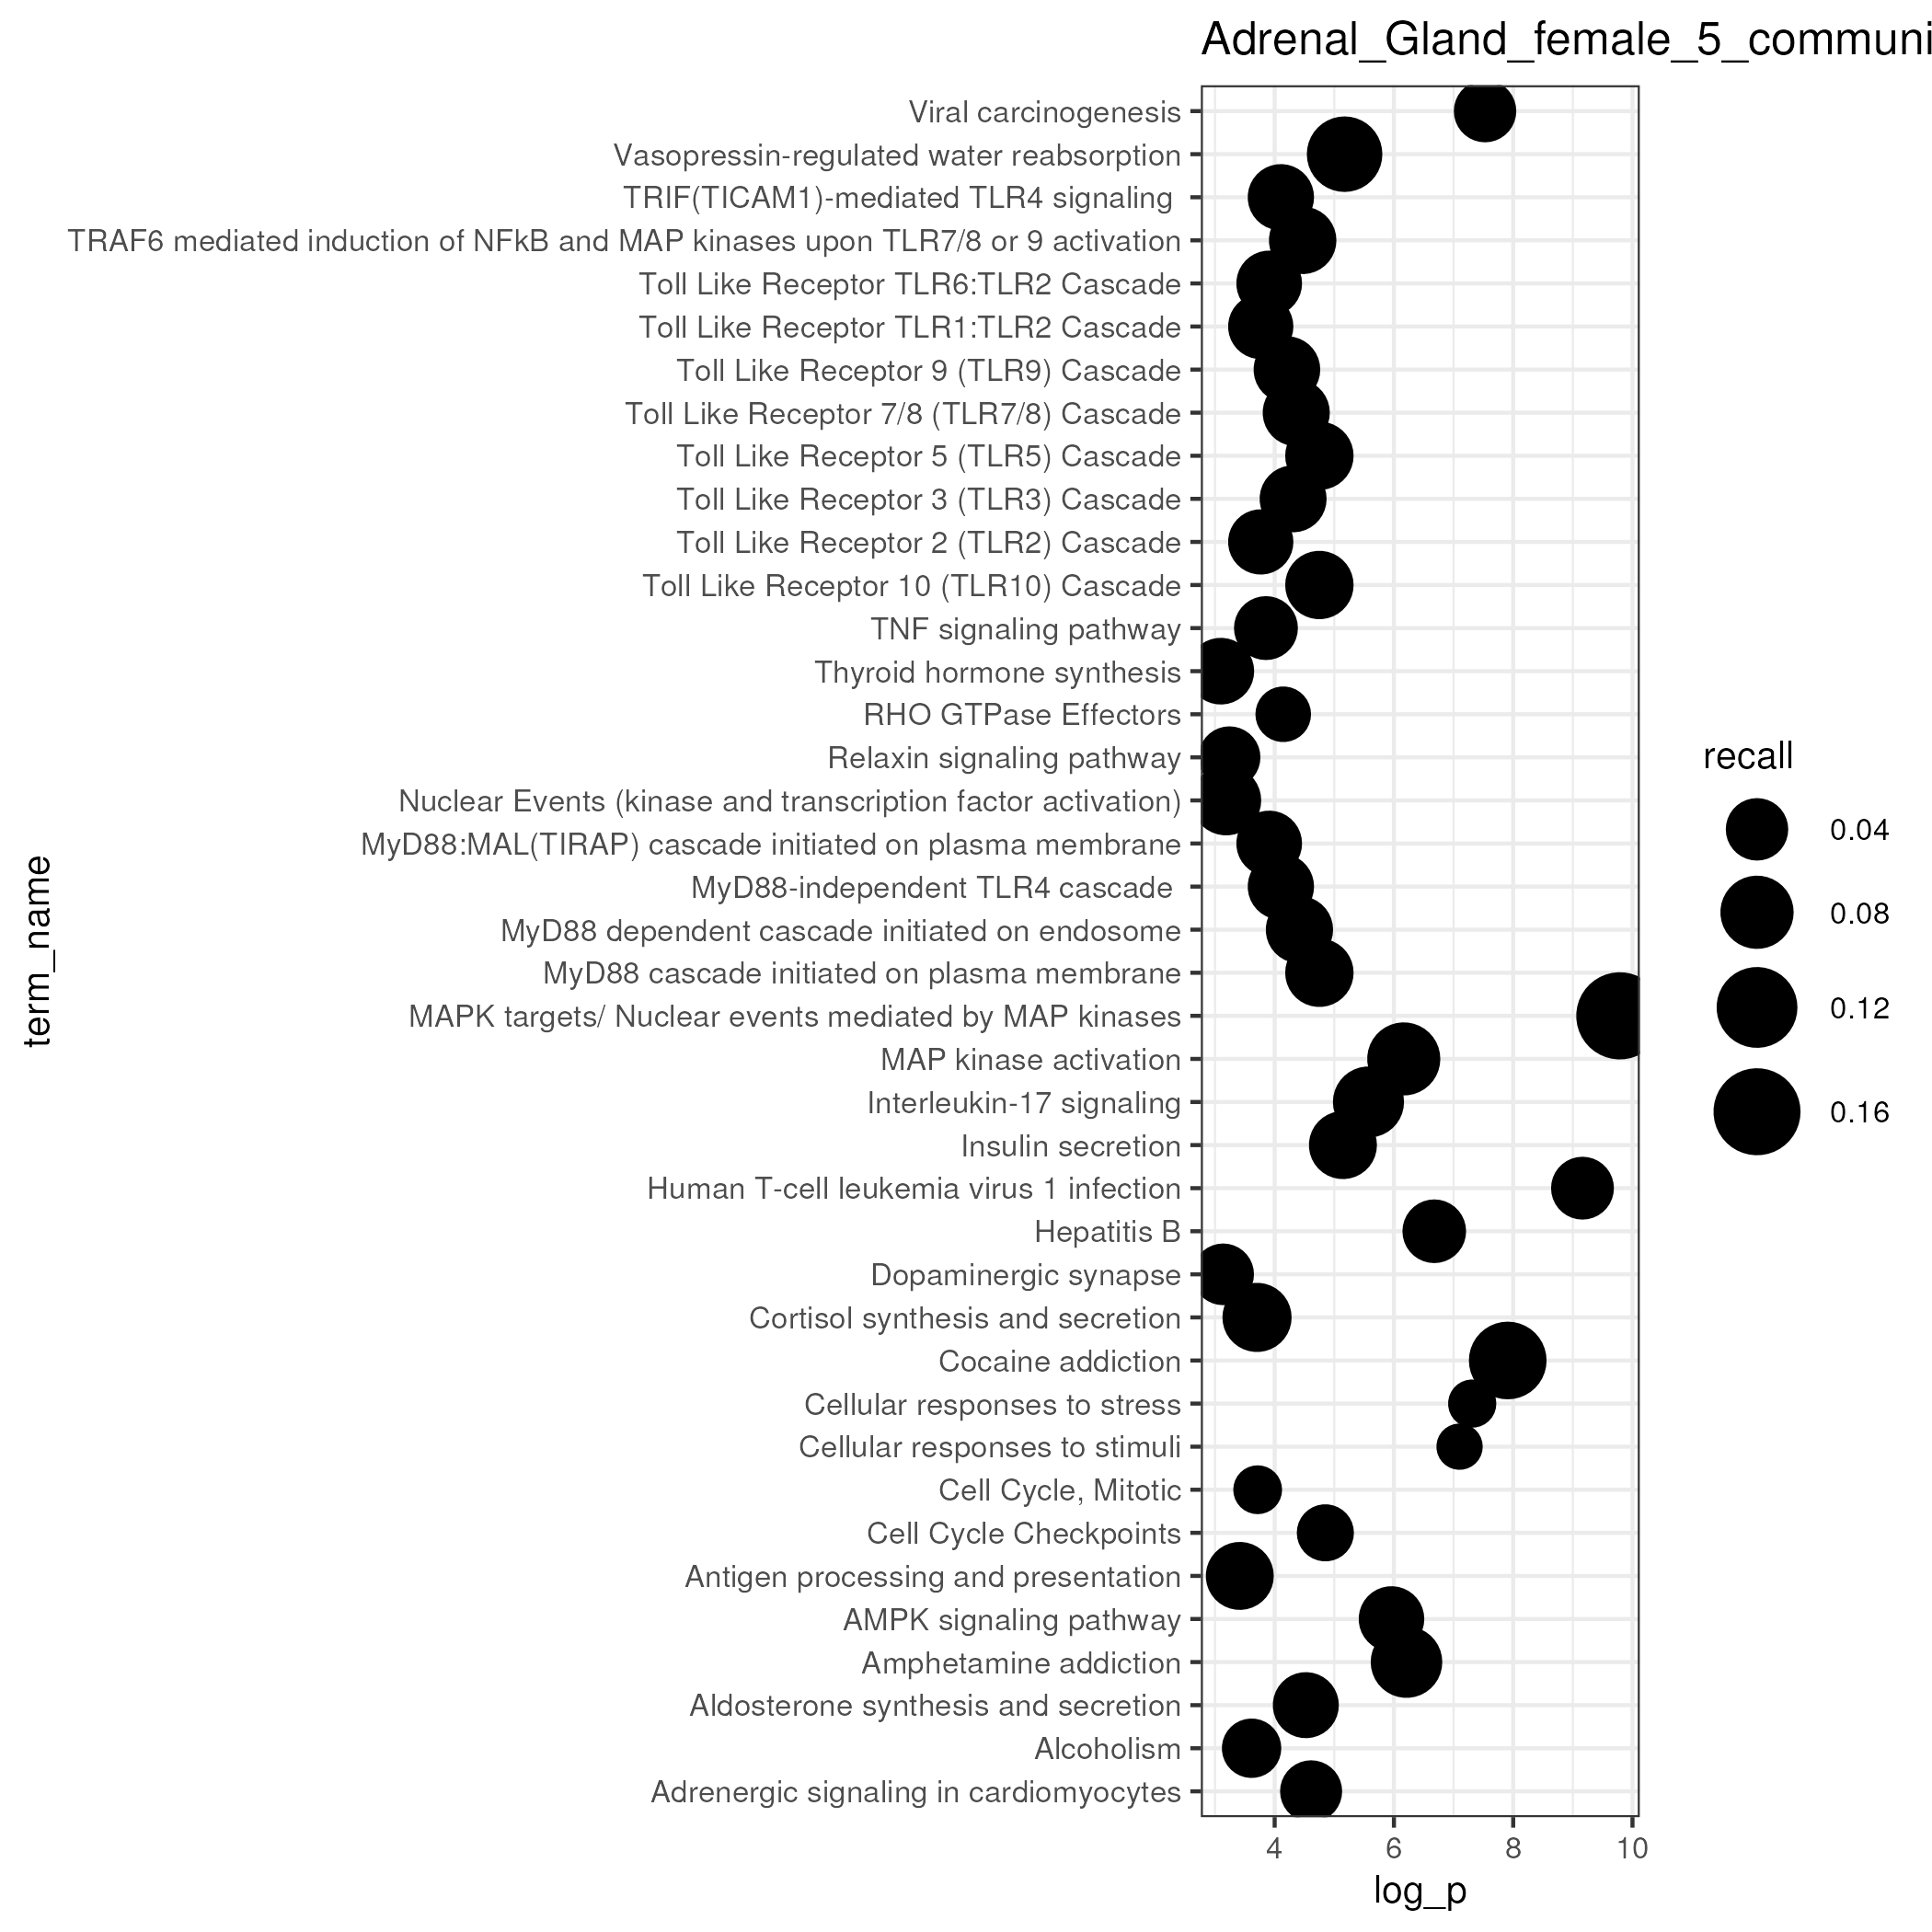 Adrenal_Gland_female_5_communi
Viral carcinogenesis
Vasopressin-regulated water reabsorption
TRIF(TICAM1)-mediated TLR4 signaling
TRAF6 mediated induction of NFkB and MAP kinases upon TLR7/8 or 9 activation
Toll Like Receptor TLR6:TLR2 Cascade
Toll Like Receptor TLR1:TLR2 Cascade
Toll Like Receptor 9 (TLR9) Cascade
Toll Like Receptor 7/8 (TLR7/8) Cascade
Toll Like Receptor 5 (TLR5) Cascade
Toll Like Receptor 3 (TLR3) Cascade
Toll Like Receptor 2 (TLR2) Cascade
Toll Like Receptor 10 (TLR10) Cascade
TNF signaling pathway
Thyroid hormone synthesis
RHO GTPase Effectors
Relaxin signaling pathway
Nuclear Events (kinase and transcription factor activation)
MyD88:MAL(TIRAP) cascade initiated on plasma membrane
MyD88-independent TLR4 cascade
MyD88 dependent cascade initiated on endosome
MyD88 cascade initiated on plasma membrane
MAPK targets/ Nuclear events mediated by MAP kinases
MAP kinase activation
Interleukin-17 signaling
Insulin secretion
Human T-cell leukemia virus 1 infection
Hepatitis B
Dopaminergic synapse
Cortisol synthesis and secretion
Cocaine addiction
Cellular responses to stress
Cellular responses to stimuli
Cell Cycle, Mitotic
Cell Cycle Checkpoints
Antigen processing and presentation
AMPK signaling pathway
Amphetamine addiction
Aldosterone synthesis and secretion
Alcoholism
Adrenergic signaling in cardiomyocytes
term_name
4 6 8 10
log_p
recall
0.04
0.08
0.12
0.16